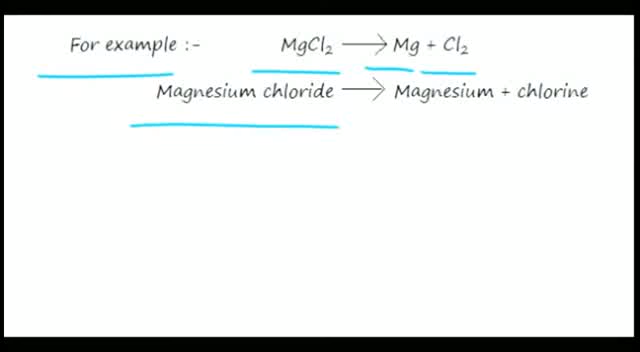 For example :- MgCl₂ ⟶ Mg + Cl₂
Magnesium chloride ⟶ Magnesium + chlorine